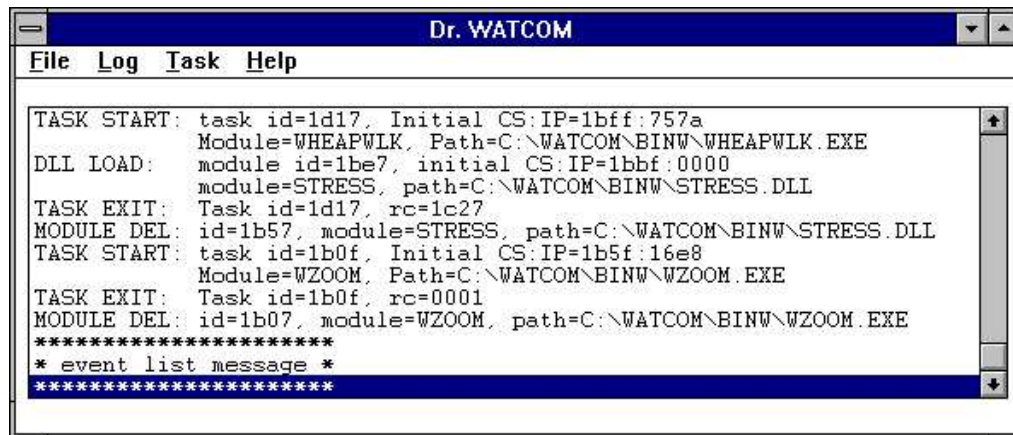 Dr. WATCOM
File Log Task Help
TASK START: task id=1d17, Initial CS:IP=1bff:757a
Module=WHEAPWLK, Path=C:\WATCOM\BINW\WHEAPWLK.EXE
DLL LOAD: module id=1be7, initial CS:IP=1bbf:0000
module=STRESS, path=C:\WATCOM\BINW\STRESS.DLL
TASK EXIT: Task id=1d17, rc=1c27
MODULE DEL: id=1b57, module=STRESS, path=C:\WATCOM\BINW\STRESS.DLL
TASK START: task id=1b0f, Initial CS:IP=1b5f:16e8
Module=WZOOM, Path=C:\WATCOM\BINW\WZOOM.EXE
TASK EXIT: Task id=1b0f, rc=0001
MODULE DEL: id=1b07, module=WZOOM, path=C:\WATCOM\BINW\WZOOM.EXE
**********************
* event list message *
**********************